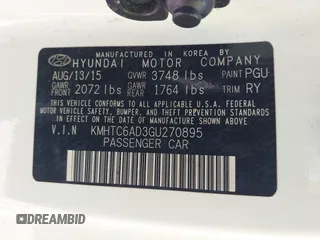 MANUFACTURED IN KOREA BY
HYUNDAI MOTOR COMPANY
AUG/13/15 GVWR 3748 lbs PAINT PGU
GAWR FRONT 2072 lbs GAWR REAR 1764 lbs TRIM RY
THIS VEHICLE CONFORMS TO ALL APPLICABLE
FEDERAL MOTOR VEHICLE SAFETY, BUMPER,
AND THEFT PREVENTION STANDARDS IN EFFECT
ON THE DATE OF MANUFACTURE SHOWN ABOVE.
V.I.N KMHTC6AD3GU270895
PASSENGER CAR
DREAMBID.com